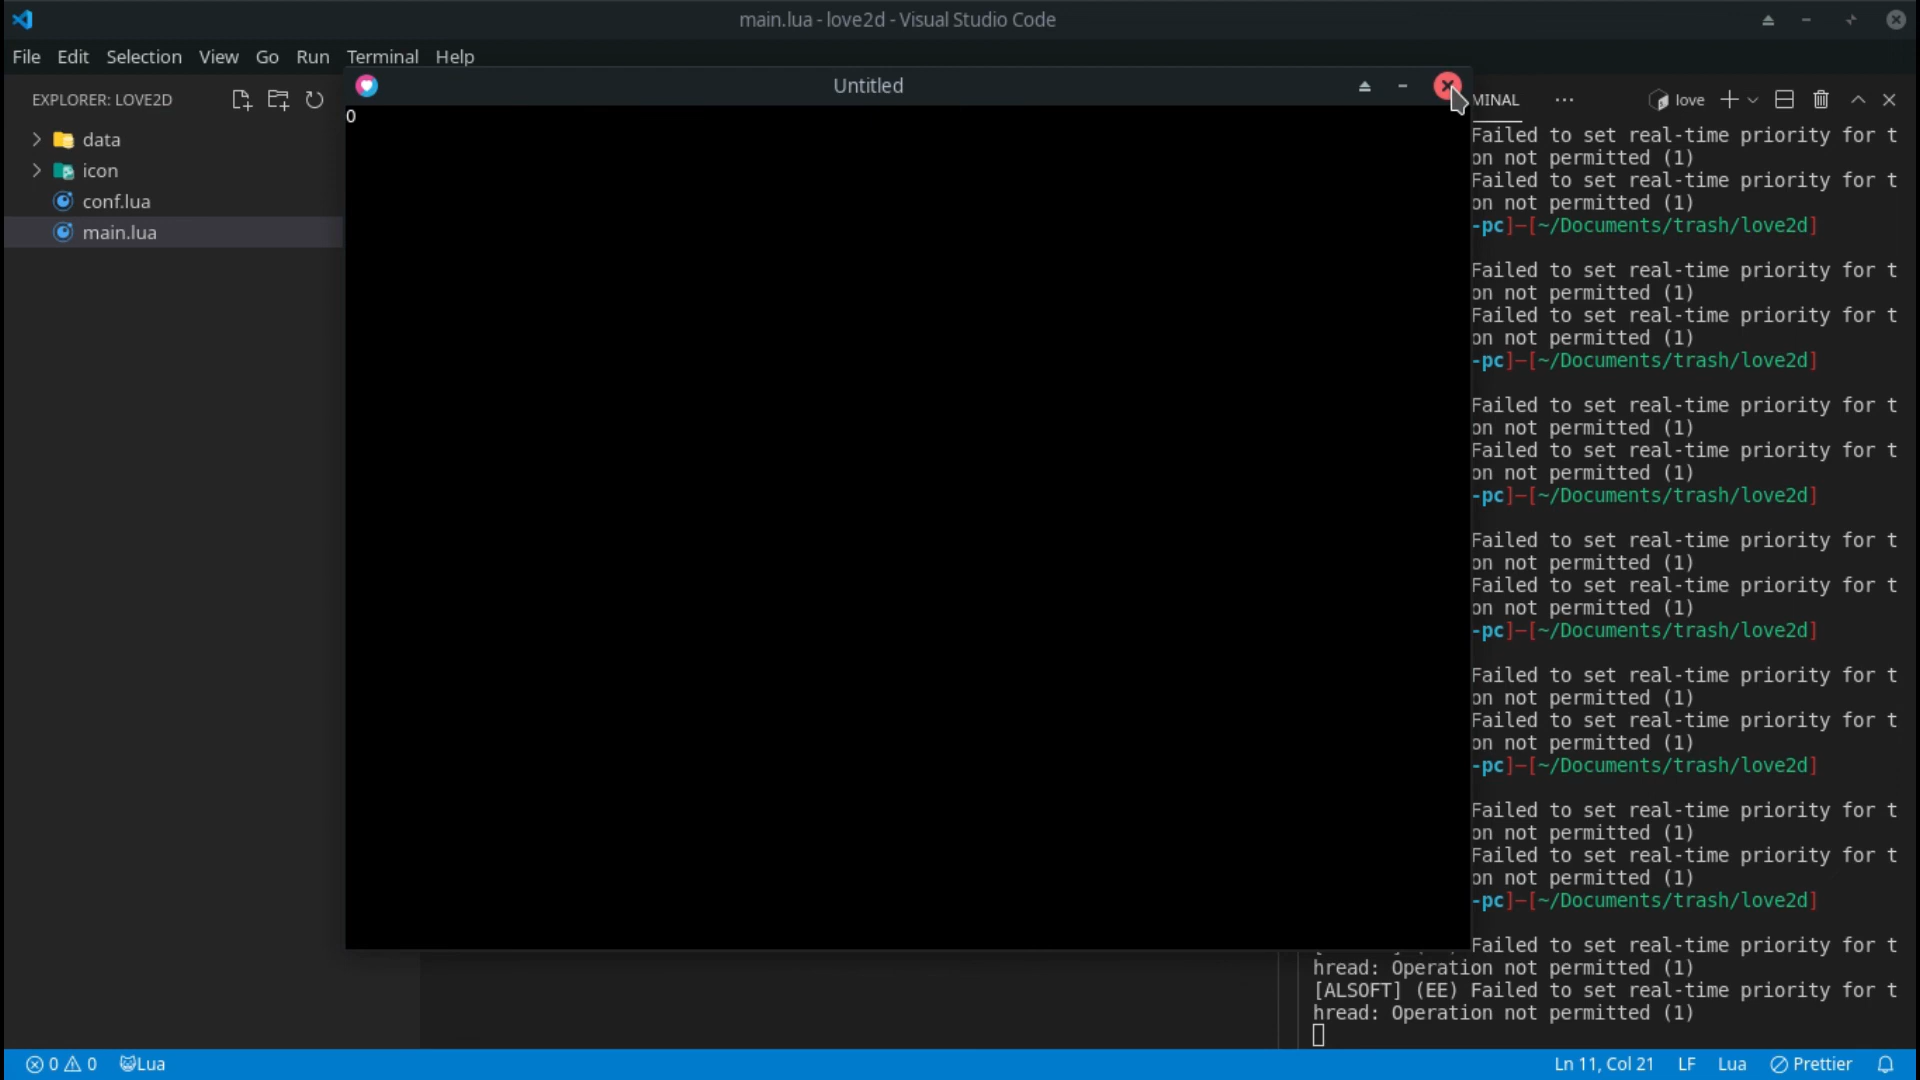 main.lua - love2d - Visual Studio Code
File Edit Selection View Go Run Terminal Help
Untitled
EXPLORER: LOVE2D
MINAL ··· love
0
data
icon
conf.lua
main.lua
Failed to set real-time priority for t
on not permitted (1)
Failed to set real-time priority for t
on not permitted (1)
-pc]-[~/Documents/trash/love2d]
Failed to set real-time priority for t
on not permitted (1)
Failed to set real-time priority for t
on not permitted (1)
-pc]-[~/Documents/trash/love2d]
Failed to set real-time priority for t
on not permitted (1)
Failed to set real-time priority for t
on not permitted (1)
-pc]-[~/Documents/trash/love2d]
Failed to set real-time priority for t
on not permitted (1)
Failed to set real-time priority for t
on not permitted (1)
-pc]-[~/Documents/trash/love2d]
Failed to set real-time priority for t
on not permitted (1)
Failed to set real-time priority for t
on not permitted (1)
-pc]-[~/Documents/trash/love2d]
Failed to set real-time priority for t
on not permitted (1)
Failed to set real-time priority for t
on not permitted (1)
-pc]-[~/Documents/trash/love2d]
Failed to set real-time priority for t
hread: Operation not permitted (1)
[ALSOFT] (EE) Failed to set real-time priority for t
hread: Operation not permitted (1)
0 0 Lua Ln 11, Col 21 LF Lua Prettier